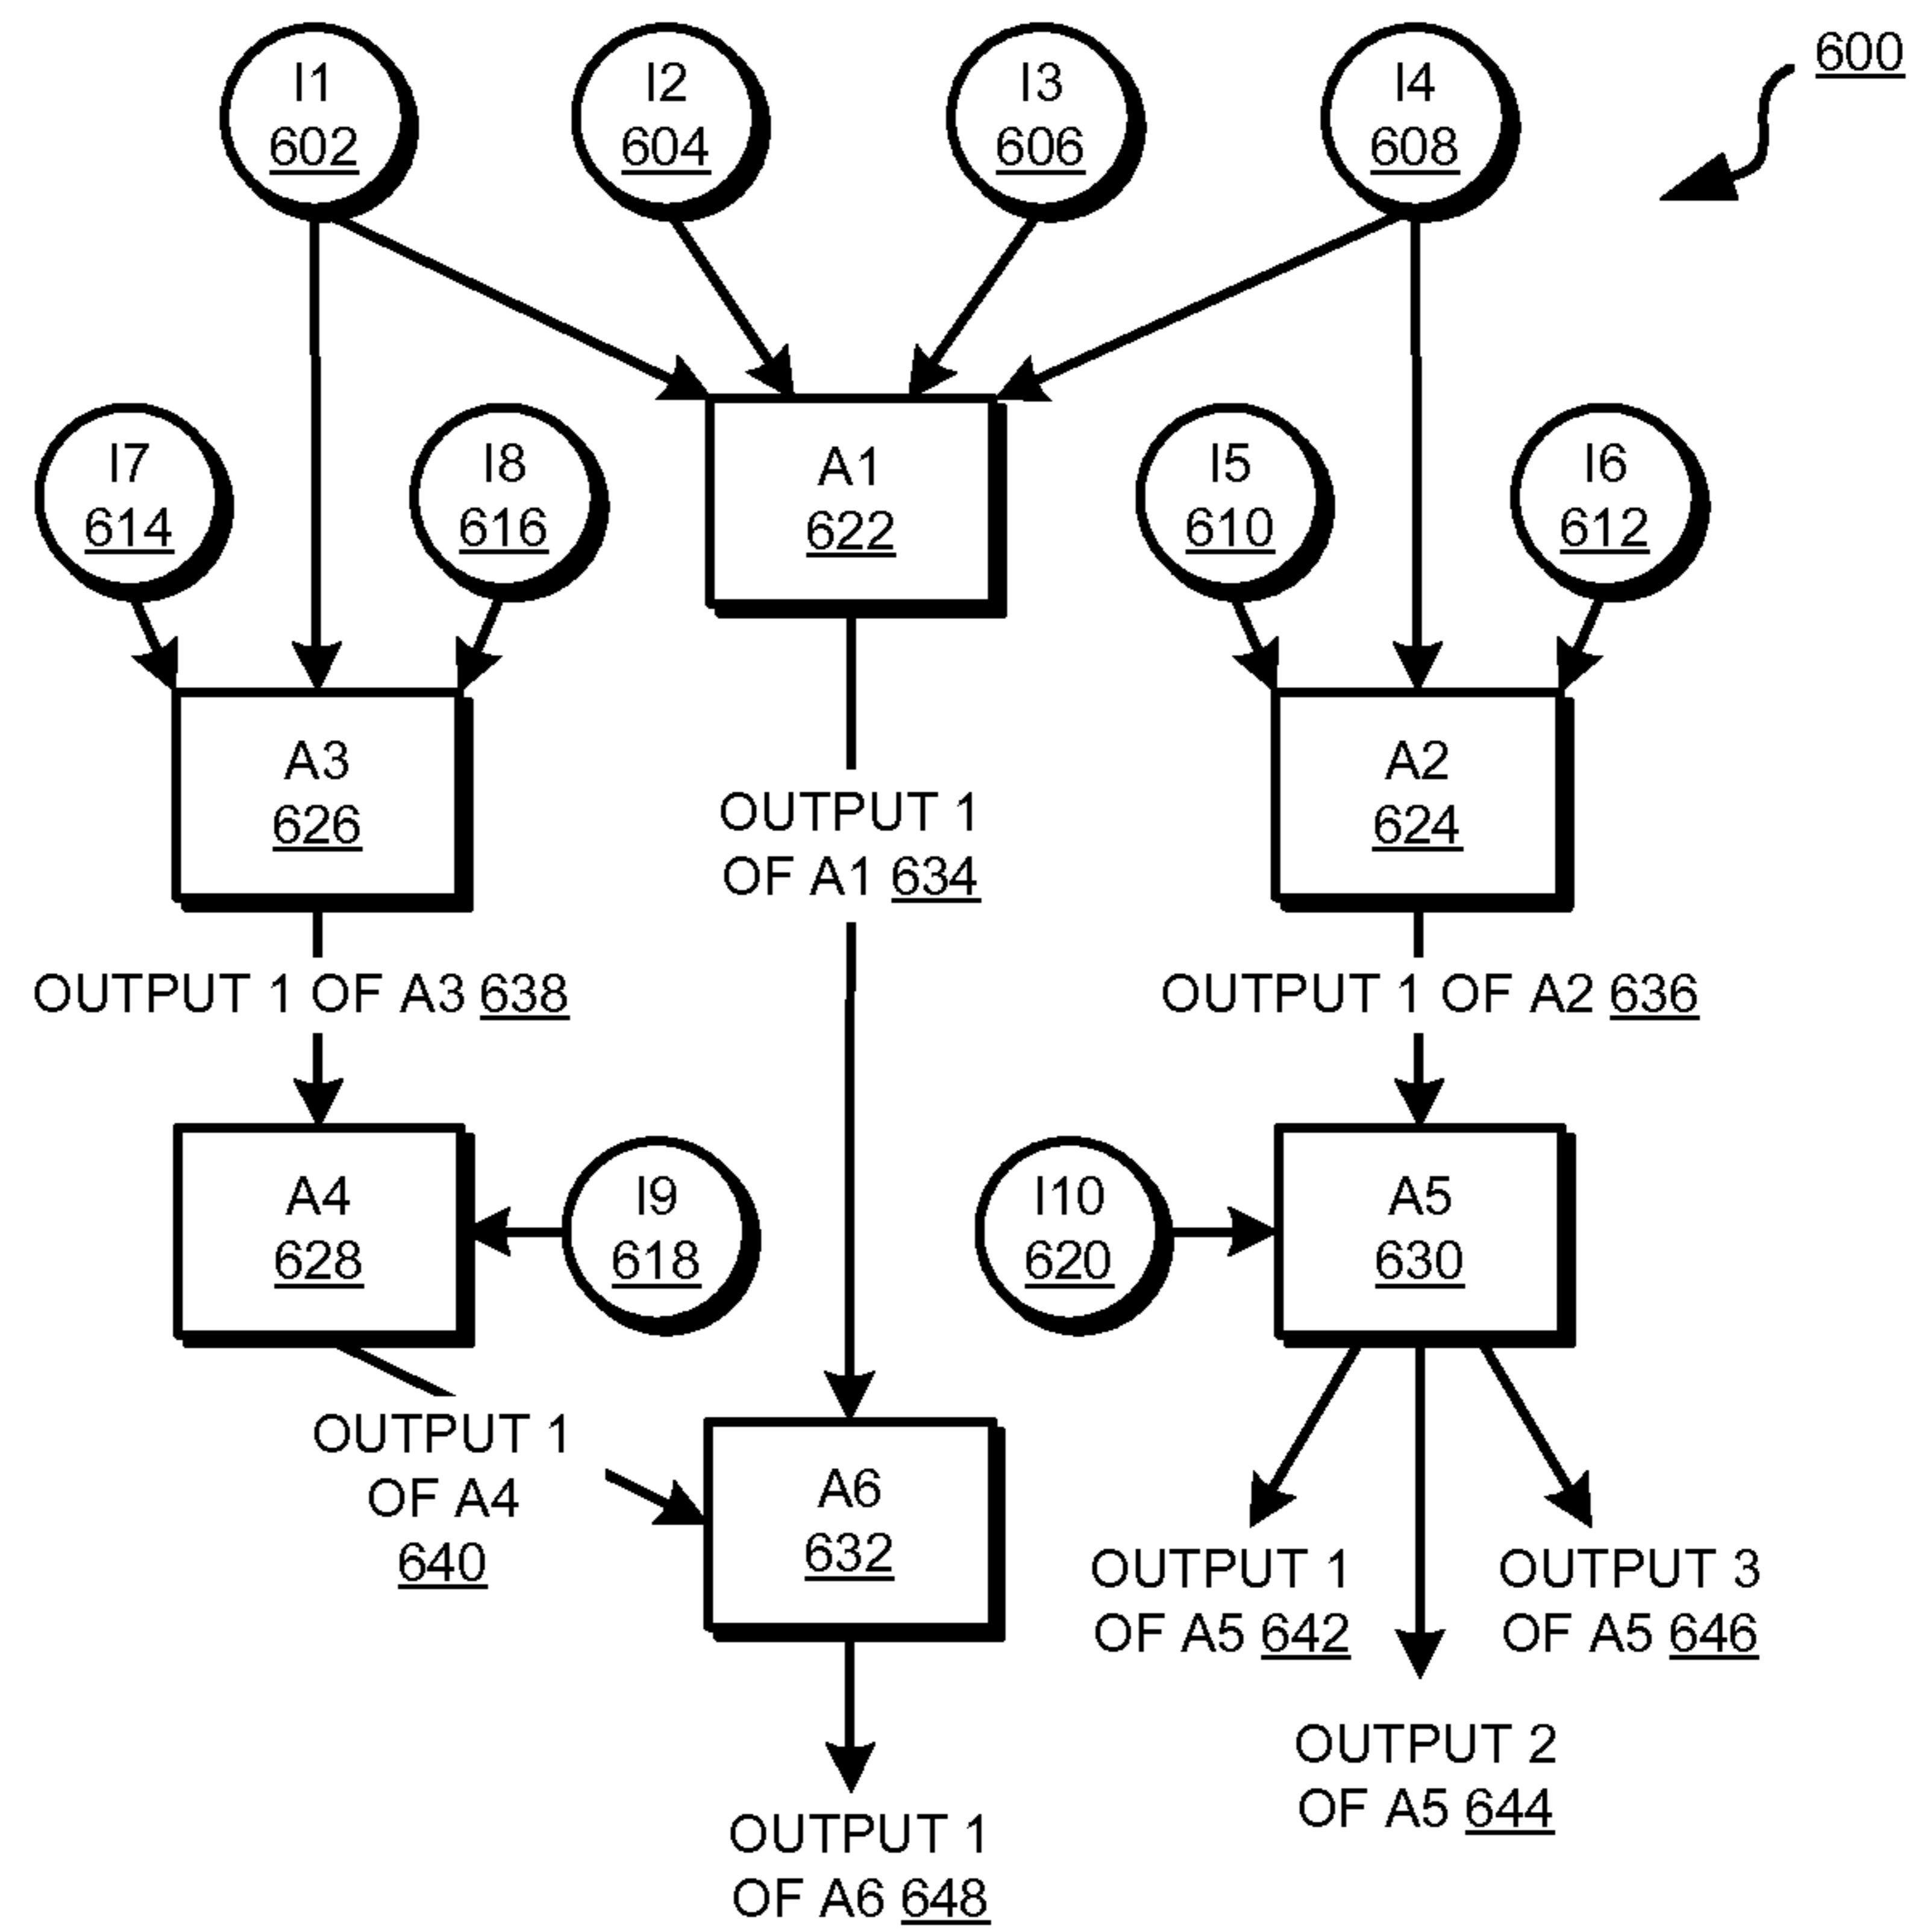 I1
602
I2
604
I3
606
I4
608
600
I7
614
I8
616
A1
622
I5
610
I6
612
A3
626
OUTPUT 1
OF A1 634
A2
624
OUTPUT 1 OF A3 638
OUTPUT 1 OF A2 636
A4
628
I9
618
I10
620
A5
630
OUTPUT 1
OF A4
640
A6
632
OUTPUT 1
OF A5 642
OUTPUT 3
OF A5 646
OUTPUT 2
OF A5 644
OUTPUT 1
OF A6 648